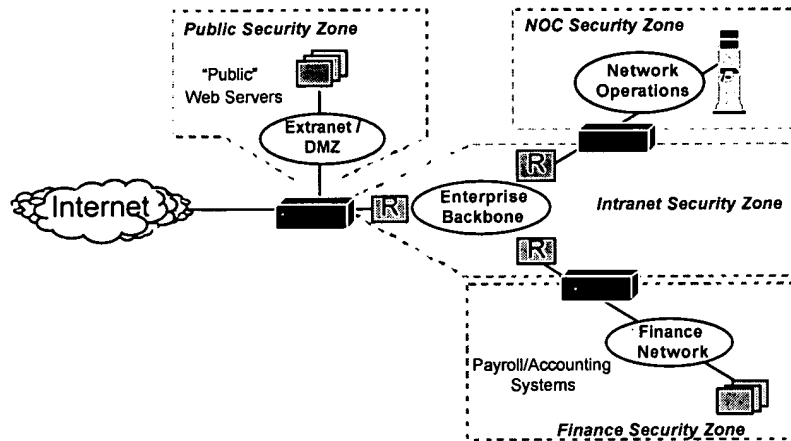 Public Security Zone
"Public"
Web Servers
Extranet /
DMZ
NOC Security Zone
Network
Operations
Internet
R
Enterprise
Backbone
R
Intranet Security Zone
R
Finance
Network
Payroll/Accounting
Systems
Finance Security Zone